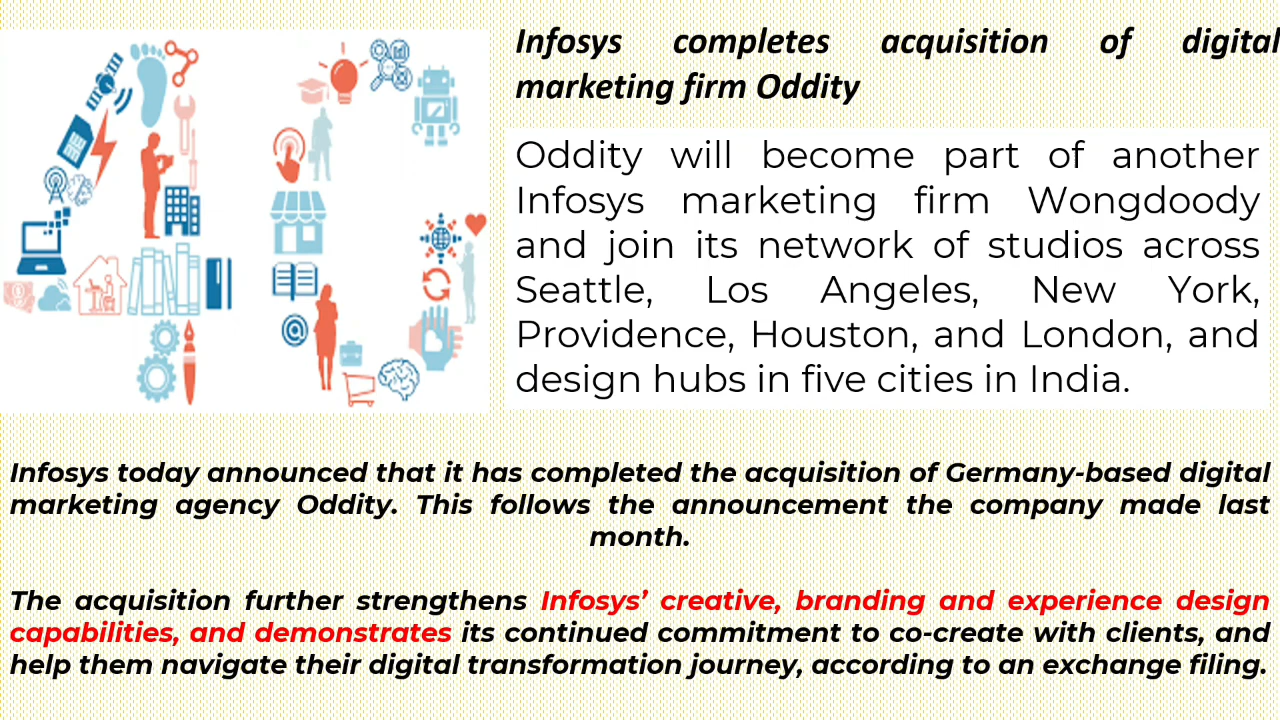 Infosys completes acquisition of digital
marketing firm Oddity
Oddity will become part of another
Infosys marketing firm Wongdoody
and join its network of studios across
Seattle, Los Angeles, New York,
Providence, Houston, and London, and
design hubs in five cities in India.
Infosys today announced that it has completed the acquisition of Germany-based digital
marketing agency Oddity. This follows the announcement the company made last
month.
The acquisition further strengthens Infosys’ creative, branding and experience design
capabilities, and demonstrates its continued commitment to co-create with clients, and
help them navigate their digital transformation journey, according to an exchange filing.